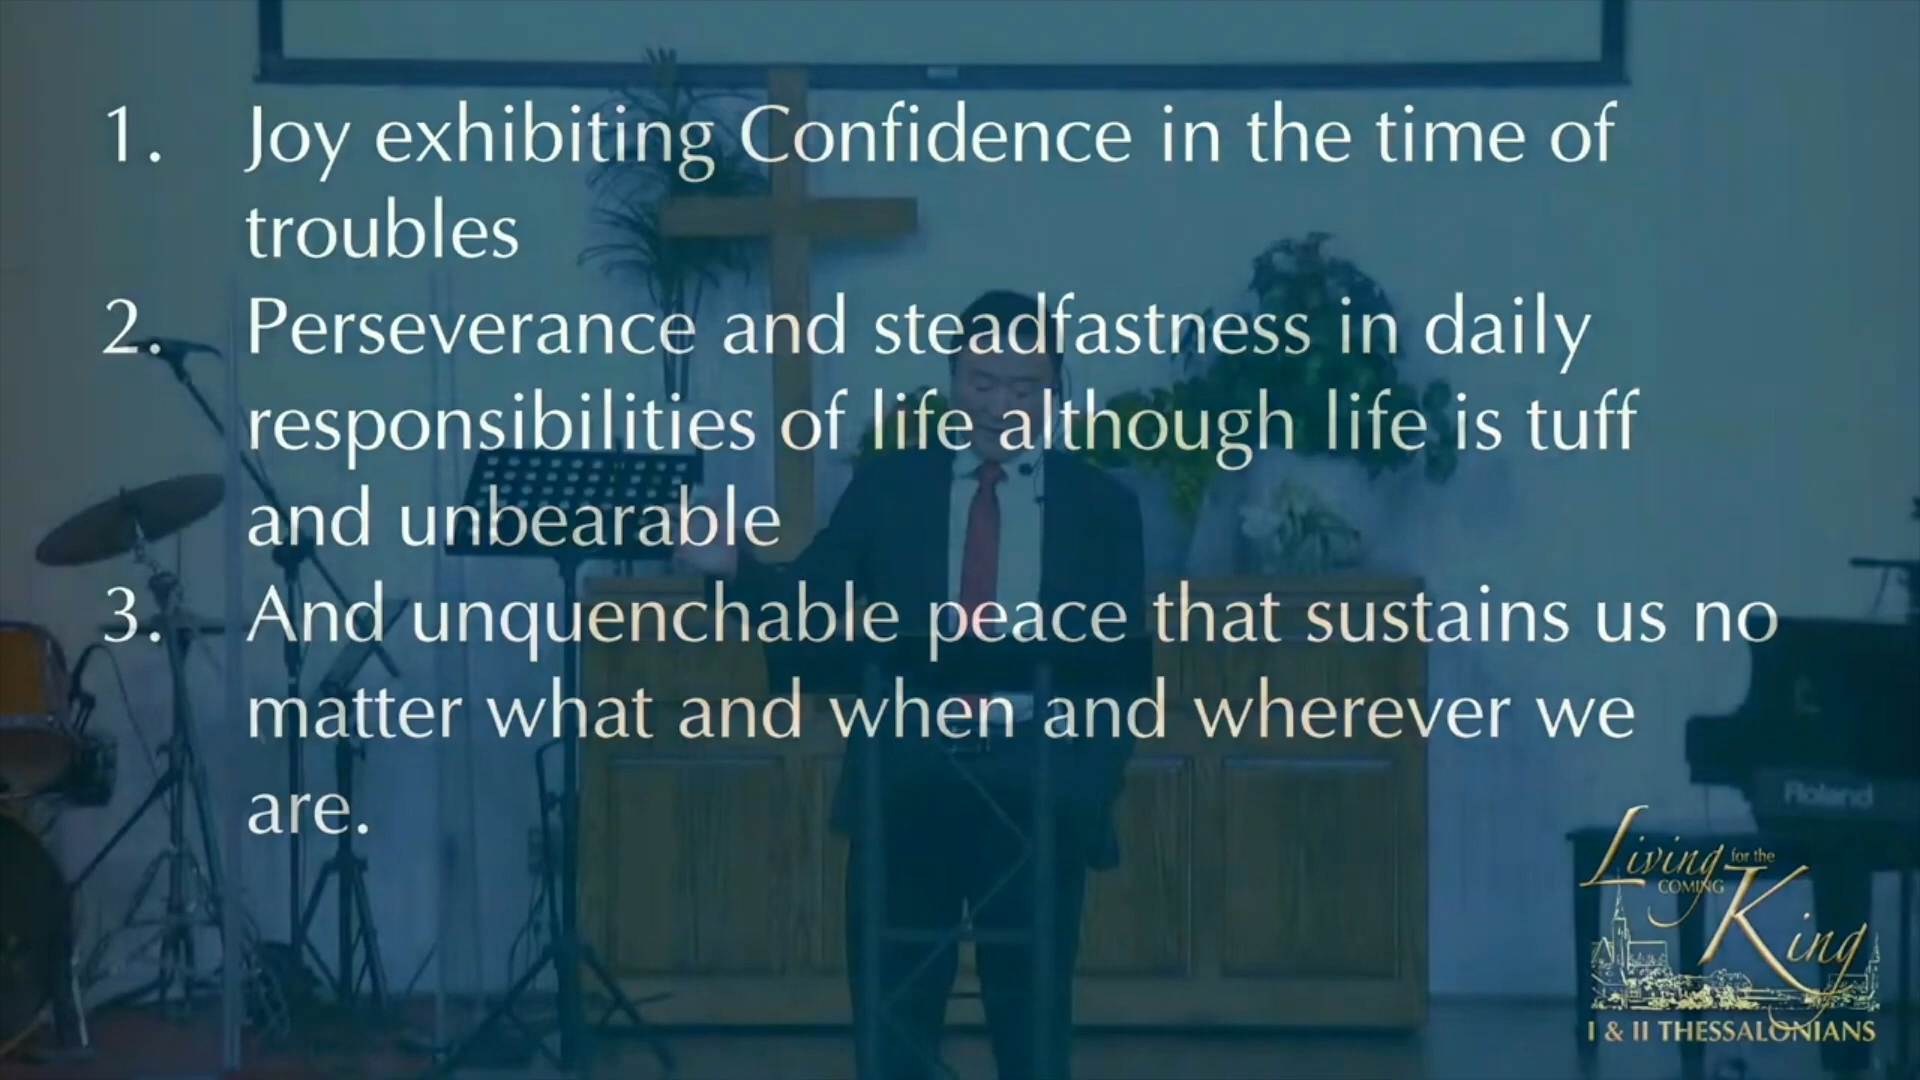 1. Joy exhibiting Confidence in the time of
troubles
2. Perseverance and steadfastness in daily
responsibilities of life although life is tuff
and unbearable
3. And unquenchable peace that sustains us no
matter what and when and wherever we
are.
Roland
Living for the
COMING
King
I & II THESSALONIANS